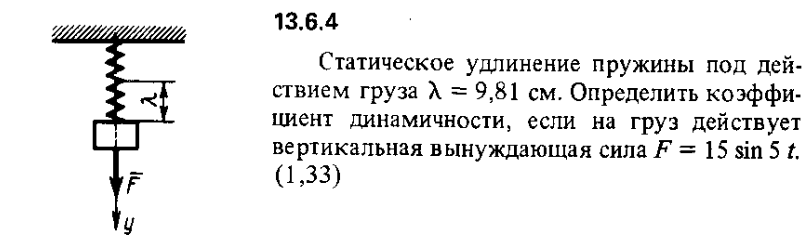 13.6.4
Статическое удлинение пружины под дей-
ствием груза λ = 9,81 см. Определить коэффи-
циент динамичности, если на груз действует
вертикальная вынуждающая сила F = 15 sin 5 t.
(1,33)
λ
F̅
y